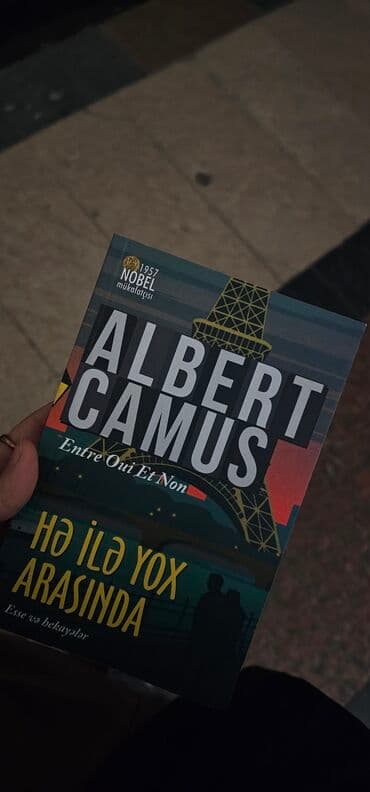 1957
NOBEL
mükafatçısı
ALBERT
CAMUS
Entre Oui Et Non
HƏ İLƏ YOX
ARASINDA
Esse və hekayələr